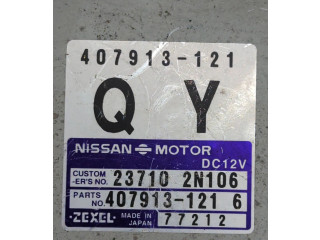 407913-121
Q Y
NISSAN MOTOR
DC12V
CUSTOM
-ER'S NO. 23710 2N106
PARTS
NO. 407913-121 6
ZEXEL MADE IN JAPAN 77212